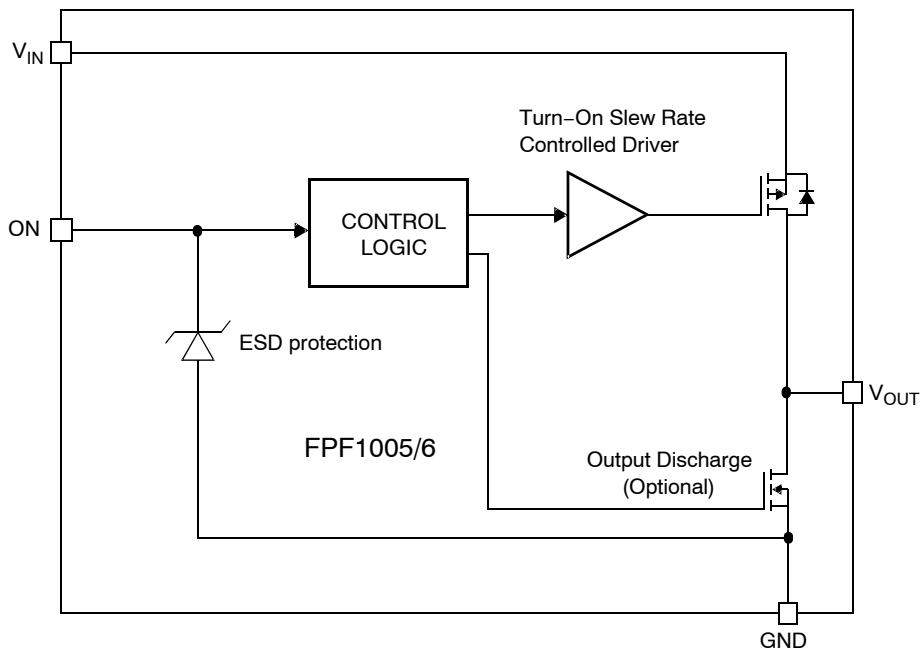 V_IN
Turn−On Slew Rate
Controlled Driver
ON
CONTROL
LOGIC
ESD protection
V_OUT
FPF1005/6
Output Discharge
(Optional)
GND